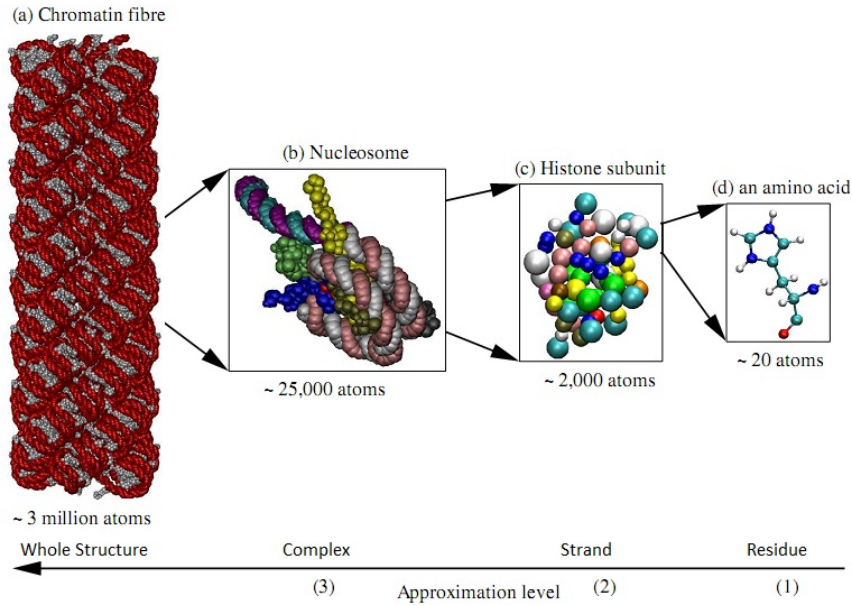 (a) Chromatin fibre
(b) Nucleosome
(c) Histone subunit
(d) an amino acid
~ 20 atoms
~ 25,000 atoms
~ 2,000 atoms
~ 3 million atoms
Whole Structure
Complex
Strand
Residue
(3)
Approximation level
(2)
(1)